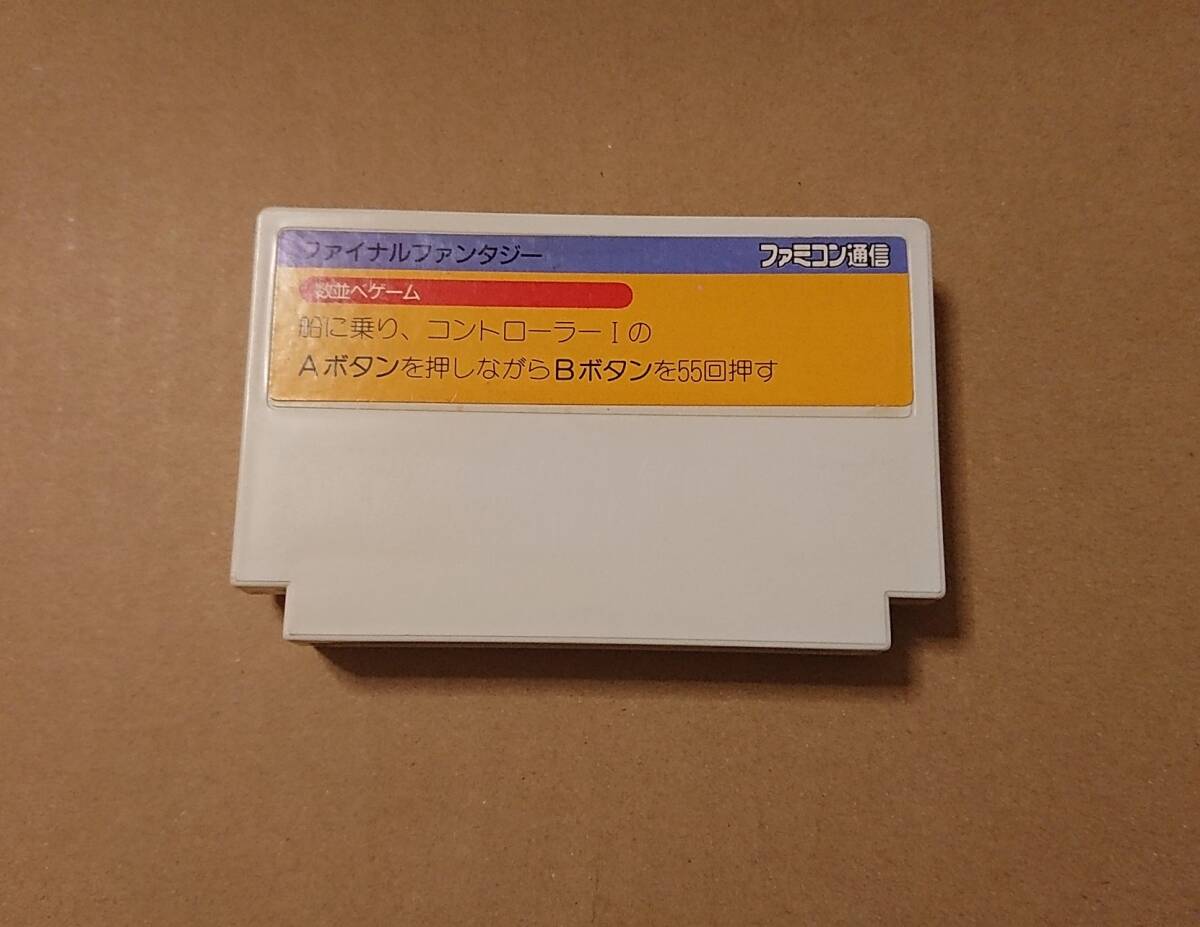 ファイナルファンタジー ファミコン通信
数並べゲーム
船に乗り、コントローラーIの
Aボタンを押しながらBボタンを55回押す